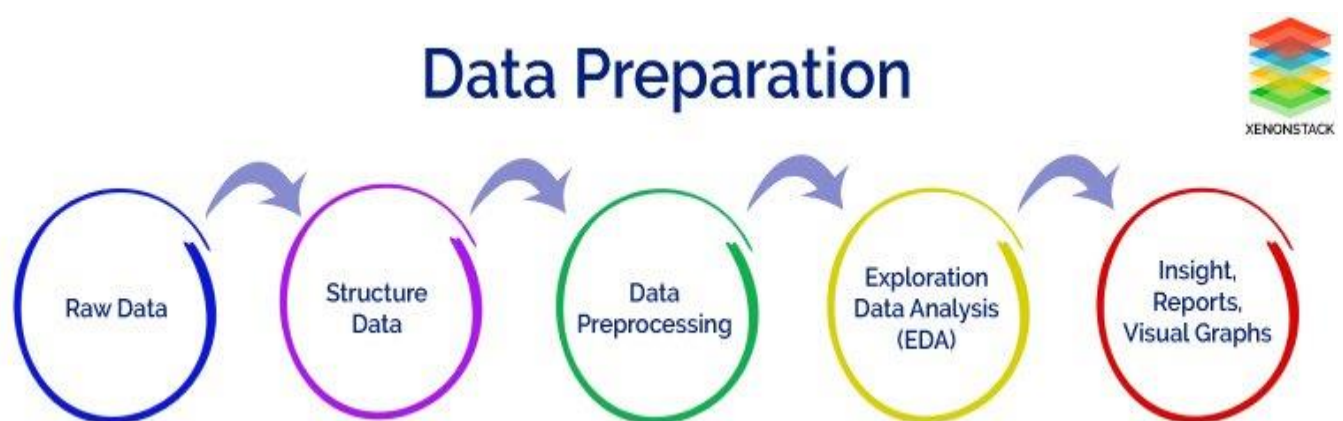 Data Preparation
XENONSTACK
Raw Data
Structure
Data
Data
Preprocessing
Exploration
Data Analysis
(EDA)
Insight,
Reports,
Visual Graphs